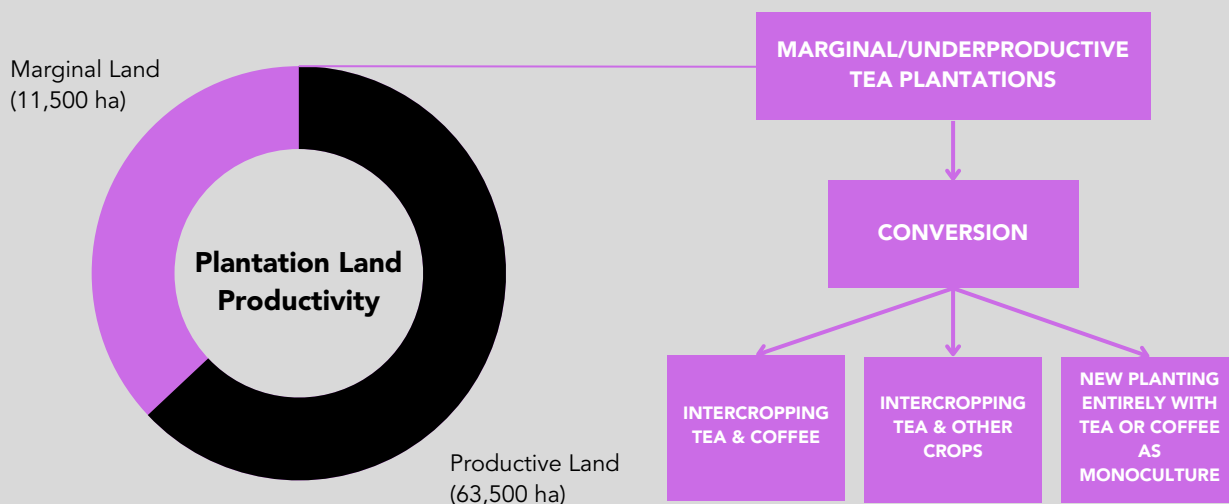 Marginal Land
(11,500 ha)
Plantation Land
Productivity
Productive Land
(63,500 ha)
MARGINAL/UNDERPRODUCTIVE
TEA PLANTATIONS
CONVERSION
INTERCROPPING
TEA & COFFEE
INTERCROPPING
TEA & OTHER
CROPS
NEW PLANTING
ENTIRELY WITH
TEA OR COFFEE
AS
MONOCULTURE